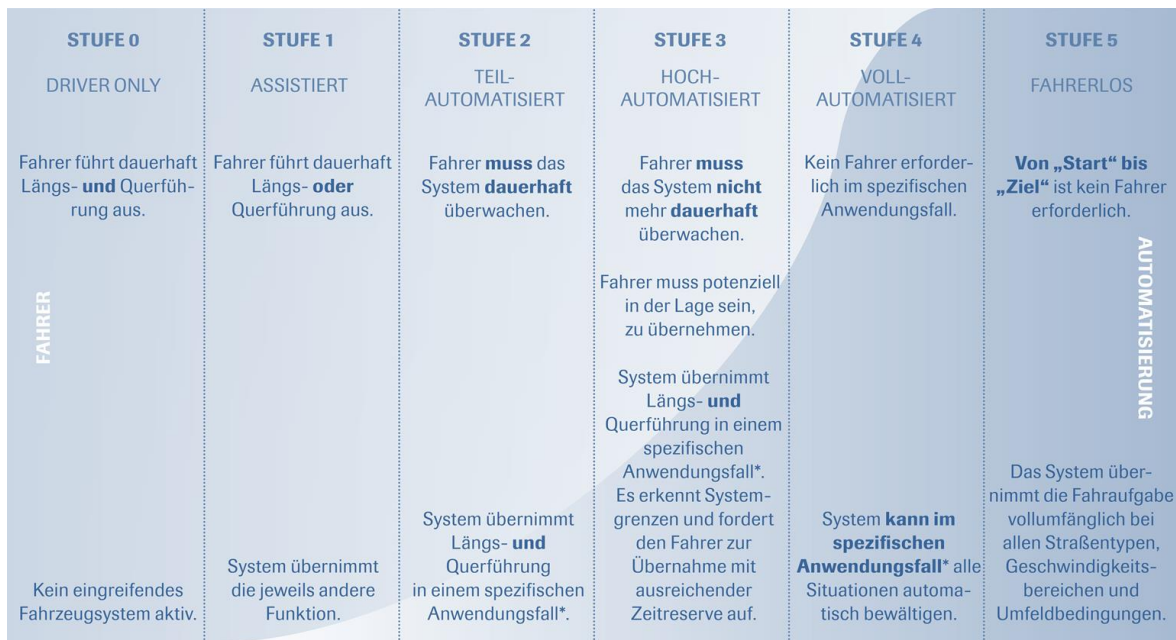 STUFE 0
DRIVER ONLY
Fahrer führt dauerhaft
Längs- und Querfüh-
rung aus.
FAHRER
Kein eingreifendes
Fahrzeugsystem aktiv.
STUFE 1
ASSISTIERT
Fahrer führt dauerhaft
Längs- oder
Querführung aus.
System übernimmt
die jeweils andere
Funktion.
STUFE 2
TEIL-
AUTOMATISIERT
Fahrer muss das
System dauerhaft
überwachen.
System übernimmt
Längs- und
Querführung
in einem spezifischen
Anwendungsfall*.
STUFE 3
HOCH-
AUTOMATISIERT
Fahrer muss
das System nicht
mehr dauerhaft
überwachen.
Fahrer muss potenziell
in der Lage sein,
zu übernehmen.
System übernimmt
Längs- und
Querführung in einem
spezifischen
Anwendungsfall*.
Es erkennt System-
grenzen und fordert
den Fahrer zur
Übernahme mit
ausreichender
Zeitreserve auf.
STUFE 4
VOLL-
AUTOMATISIERT
Kein Fahrer erforder-
lich im spezifischen
Anwendungsfall.
System kann im
spezifischen
Anwendungsfall* alle
Situationen automa-
tisch bewältigen.
STUFE 5
FAHRERLOS
Von „Start“ bis
„Ziel“ ist kein Fahrer
erforderlich.
AUTOMATISIERUNG
Das System über-
nimmt die Fahraufgabe
vollumfänglich bei
allen Straßentypen,
Geschwindigkeits-
bereichen und
Umfeldbedingungen.